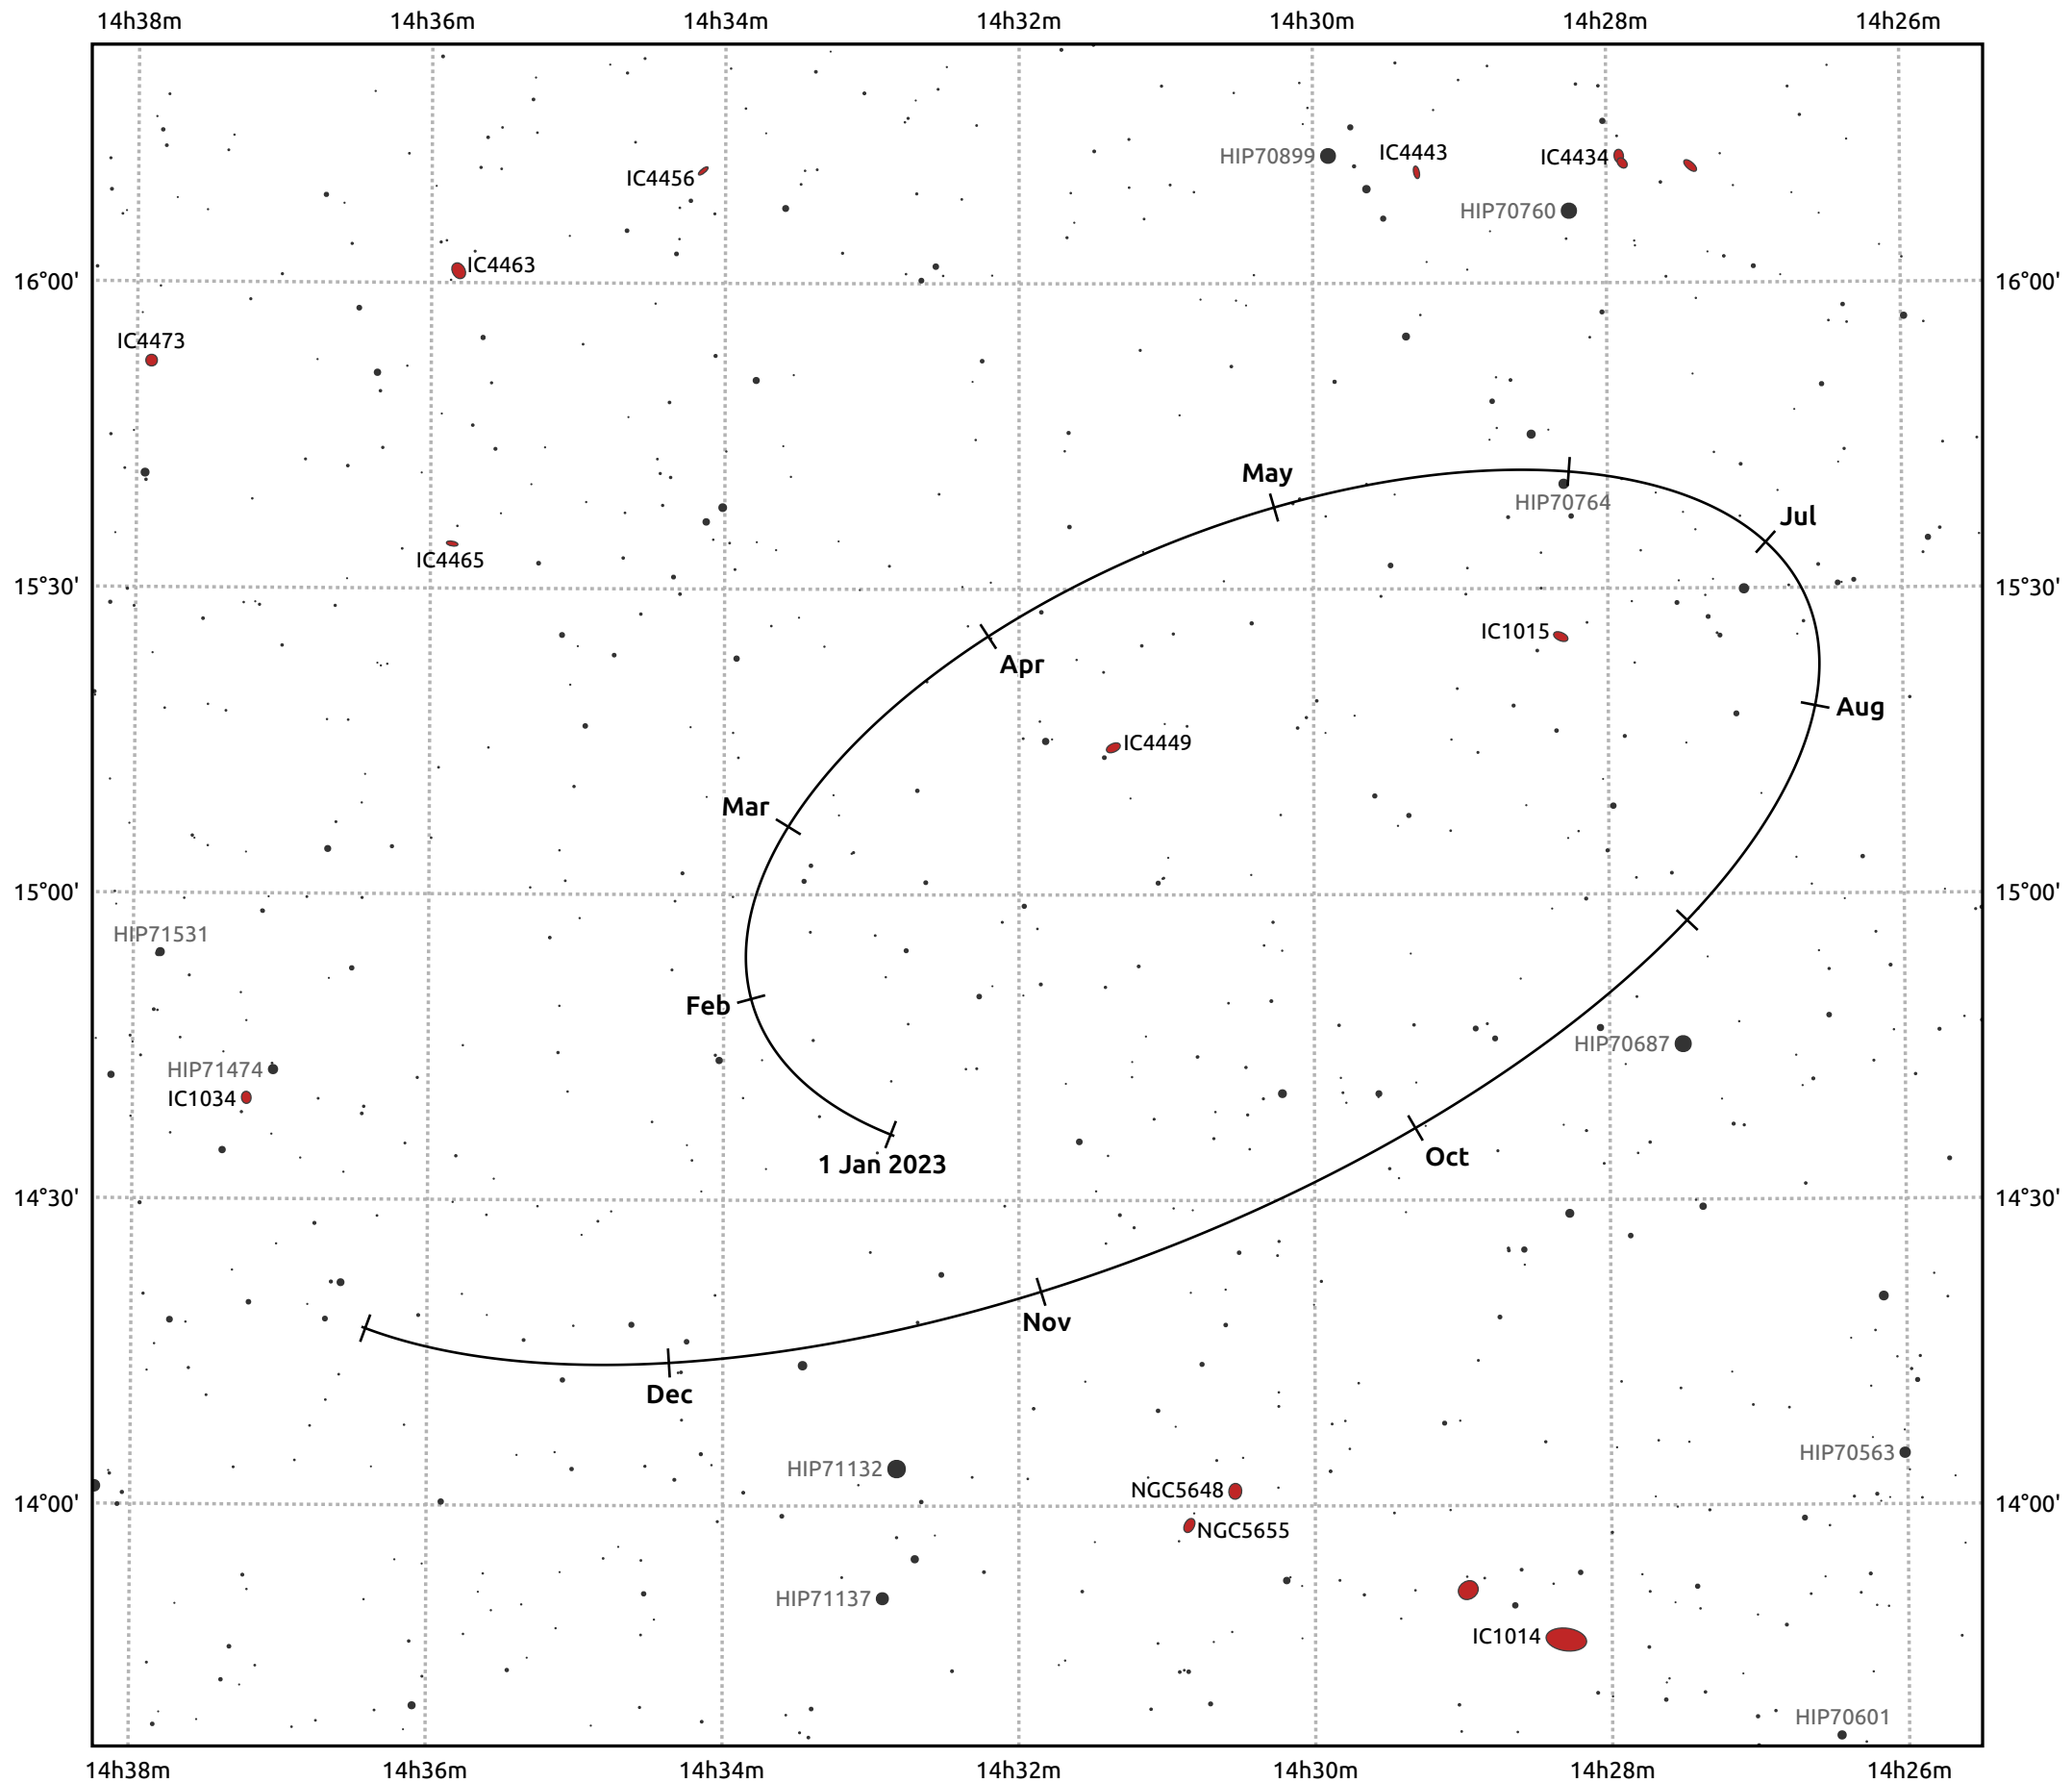 14h38m 14h36m 14h34m 14h32m 14h30m 14h28m 14h26m
IC4443
HIP70899
IC4434
IC4456
HIP70760
IC4463
16°00' 16°00'
IC4473
May
HIP70764
Jul
IC4465
15°30' 15°30'
IC1015
Apr
Aug
IC4449
Mar
15°00' 15°00'
HIP71531
Feb
HIP70687
HIP71474
IC1034
Oct
1 Jan 2023
14°30' 14°30'
Nov
Dec
HIP70563
HIP71132
NGC5648
14°00' 14°00'
NGC5655
HIP71137
IC1014
HIP70601
14h38m 14h36m 14h34m 14h32m 14h30m 14h28m 14h26m